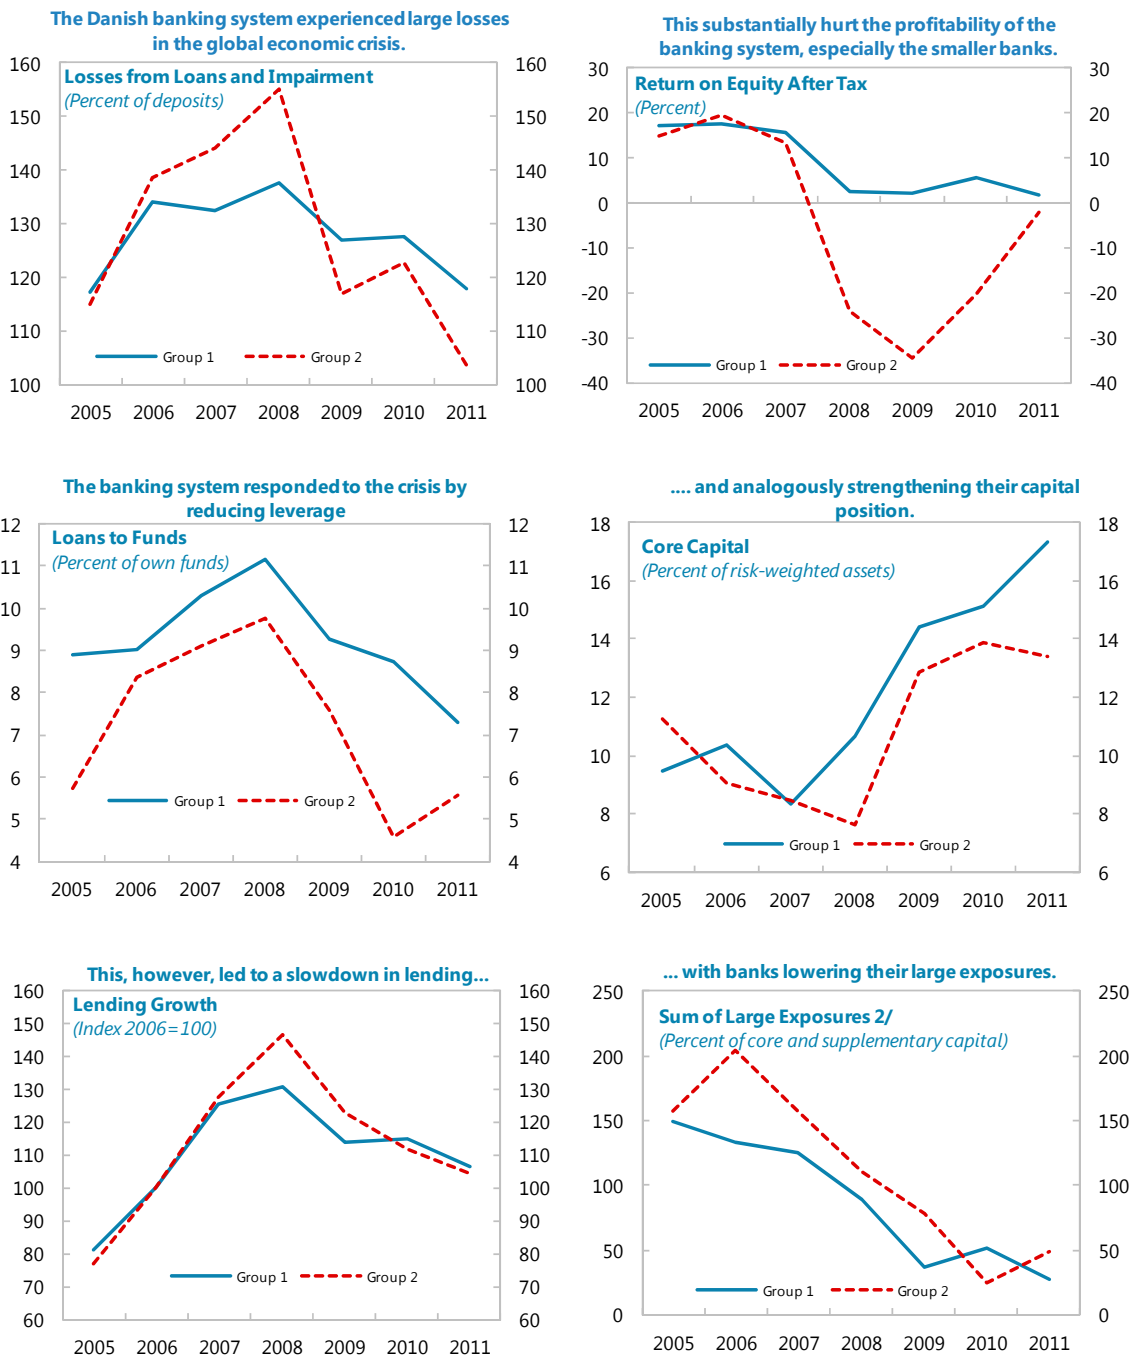 The Danish banking system experienced large losses
in the global economic crisis.
Losses from Loans and Impairment
(Percent of deposits)
160
150
140
130
120
110
100
160
150
140
130
120
110
100
Group 1
Group 2
2005 2006 2007 2008 2009 2010 2011
This substantially hurt the profitability of the
banking system, especially the smaller banks.
Return on Equity After Tax
(Percent)
30
20
10
0
-10
-20
-30
-40
30
20
10
0
-10
-20
-30
-40
Group 1
Group 2
2005 2006 2007 2008 2009 2010 2011
The banking system responded to the crisis by
reducing leverage
Loans to Funds
(Percent of own funds)
12
11
10
9
8
7
6
5
4
12
11
10
9
8
7
6
5
4
Group 1
Group 2
2005 2006 2007 2008 2009 2010 2011
.... and analogously strengthening their capital
position.
Core Capital
(Percent of risk-weighted assets)
18
16
14
12
10
8
6
18
16
14
12
10
8
6
Group 1
Group 2
2005 2006 2007 2008 2009 2010 2011
This, however, led to a slowdown in lending...
Lending Growth
(Index 2006=100)
160
150
140
130
120
110
100
90
80
70
60
160
150
140
130
120
110
100
90
80
70
60
Group 1
Group 2
2005 2006 2007 2008 2009 2010 2011
... with banks lowering their large exposures.
Sum of Large Exposures 2/
(Percent of core and supplementary capital)
250
200
150
100
50
0
250
200
150
100
50
0
Group 1
Group 2
2005 2006 2007 2008 2009 2010 2011